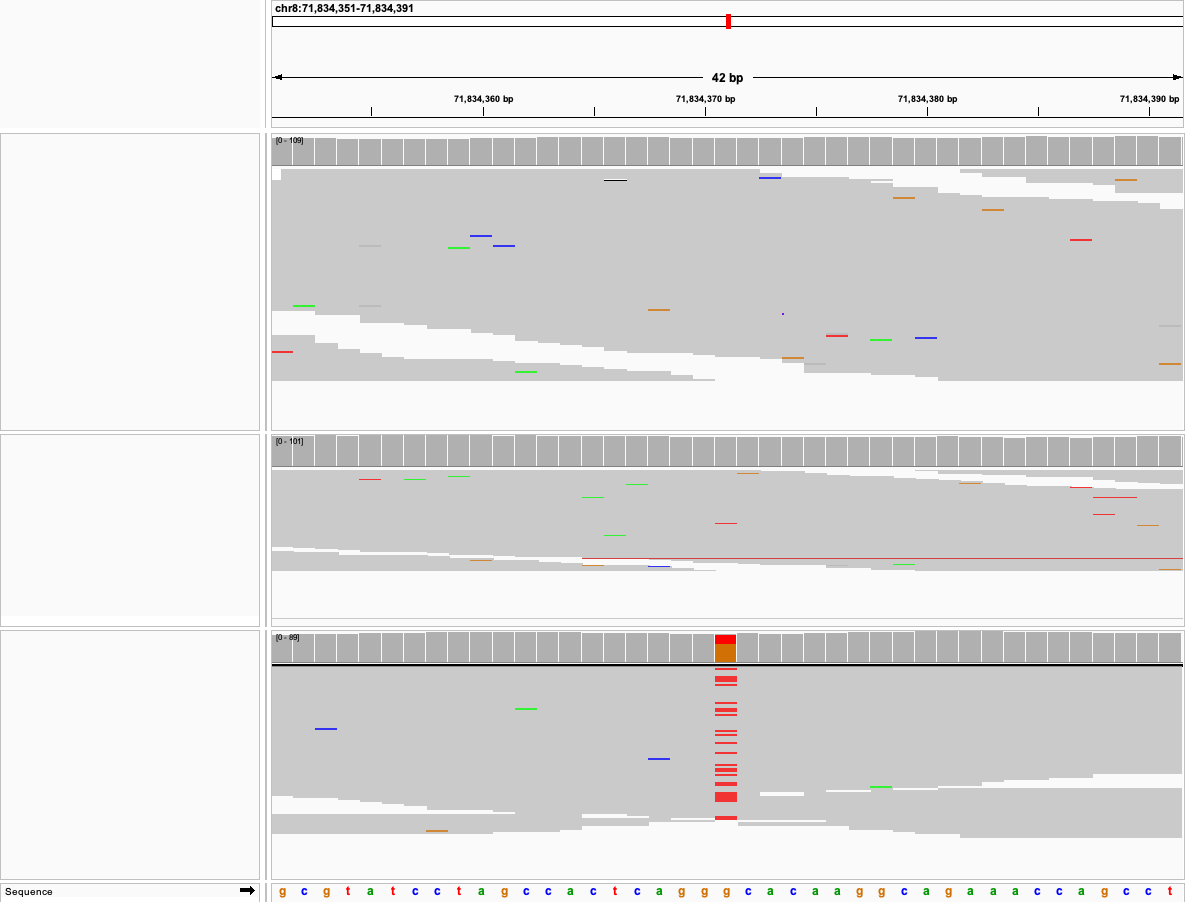 chr8:71,834,351-71,834,391
42 bp
71,834,360 bp 71,834,370 bp 71,834,380 bp 71,834,390 bp
[0 - 109]
[0 - 101]
[0 - 89]
Sequence g c g t a t c c t a g c c a c t c a g g g c a c a a g g c a g a a a c c a g c c t